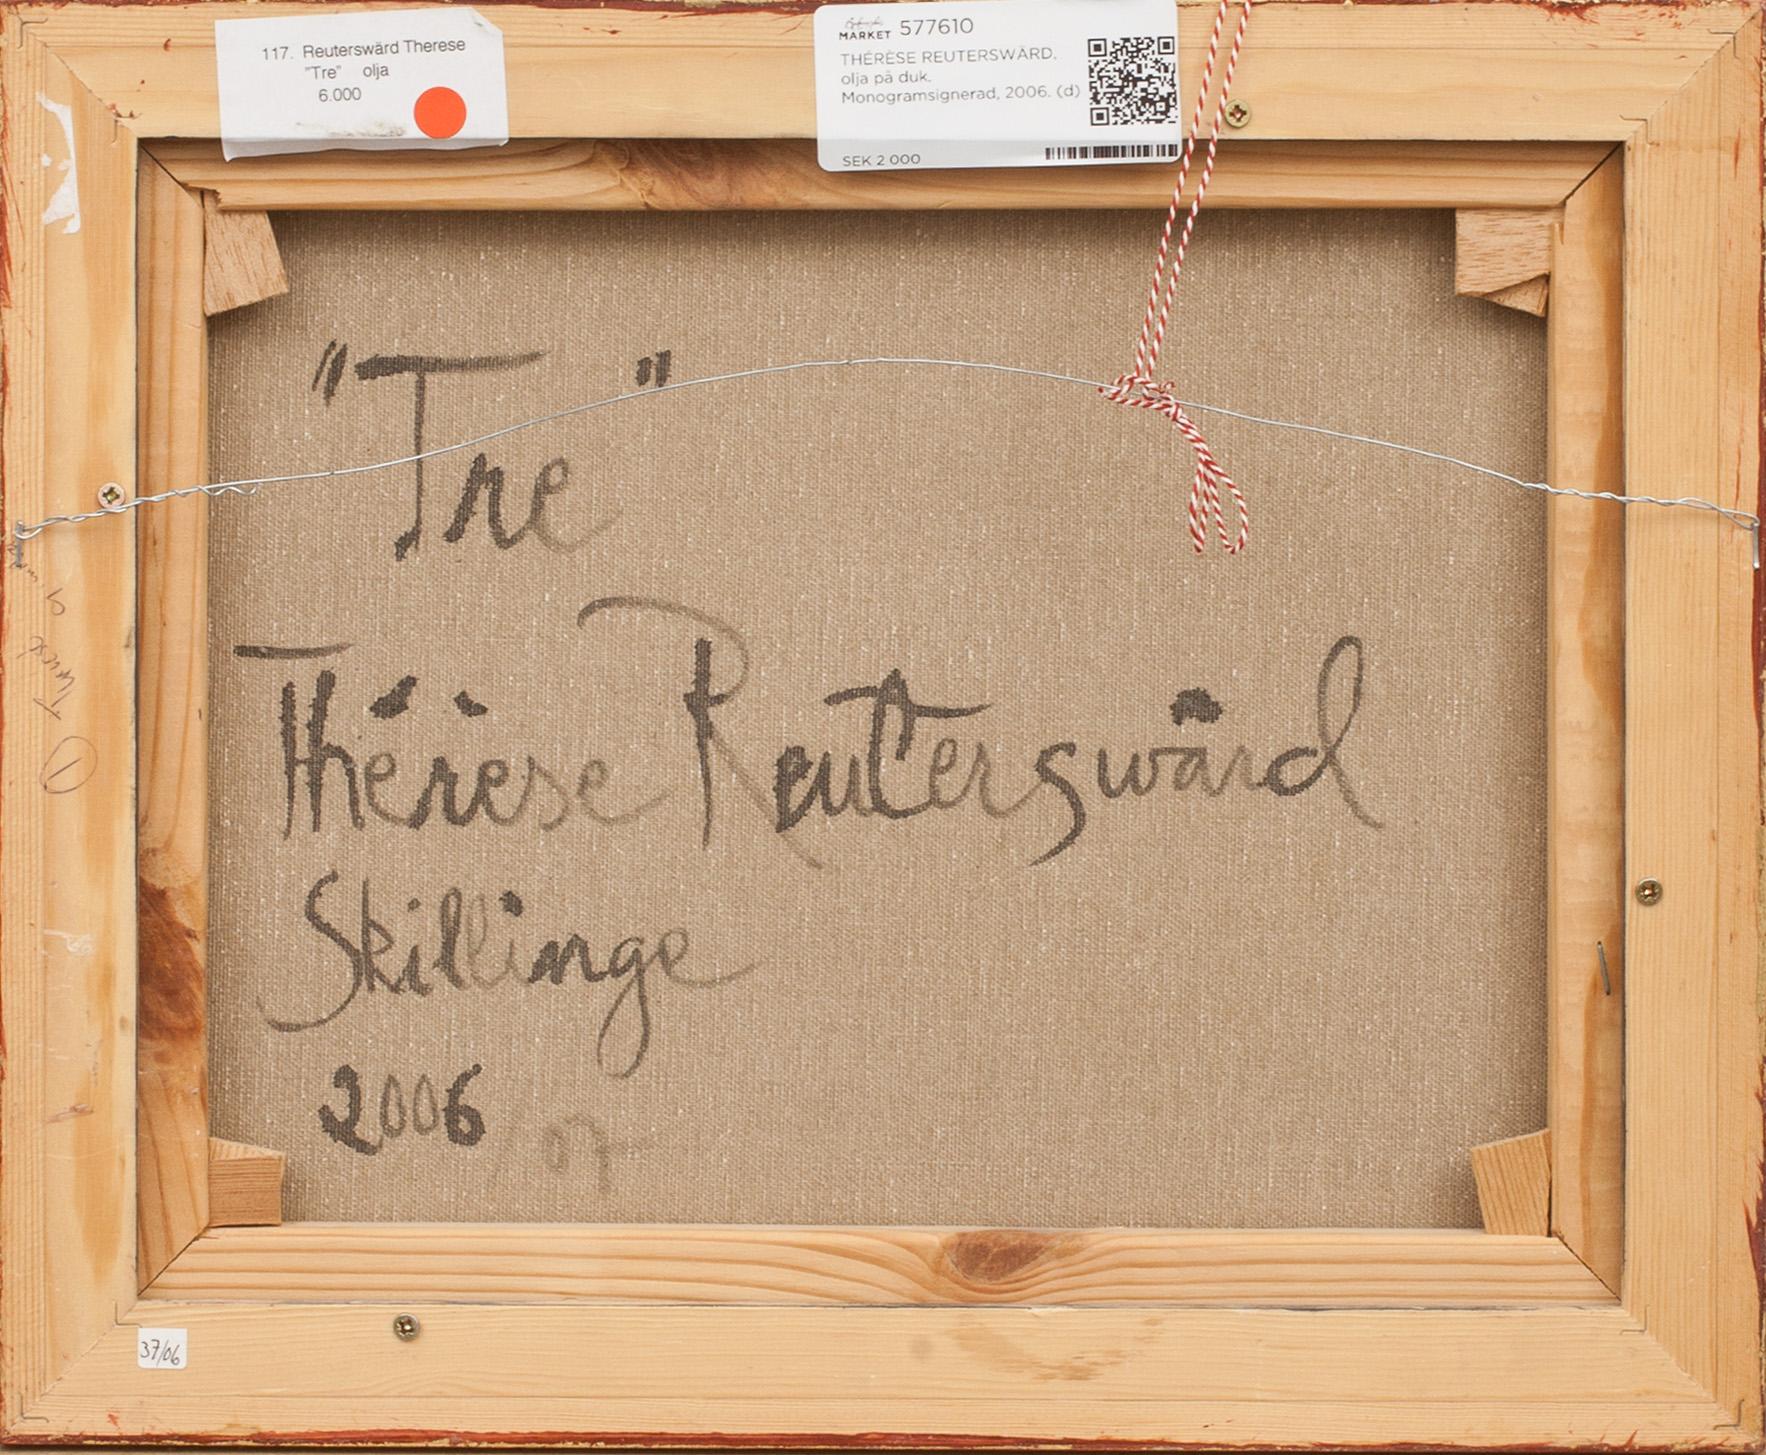 117. Reuterswärd Therese
"Tre" olja
6.000
MARKET 577610
THÉRÈSE REUTERSWÄRD,
olja på duk.
Monogramsignerad, 2006. (d)
SEK 2 000
"Tre"
Thérèse Reuterswärd
Skillinge
2006 / 07
37/06